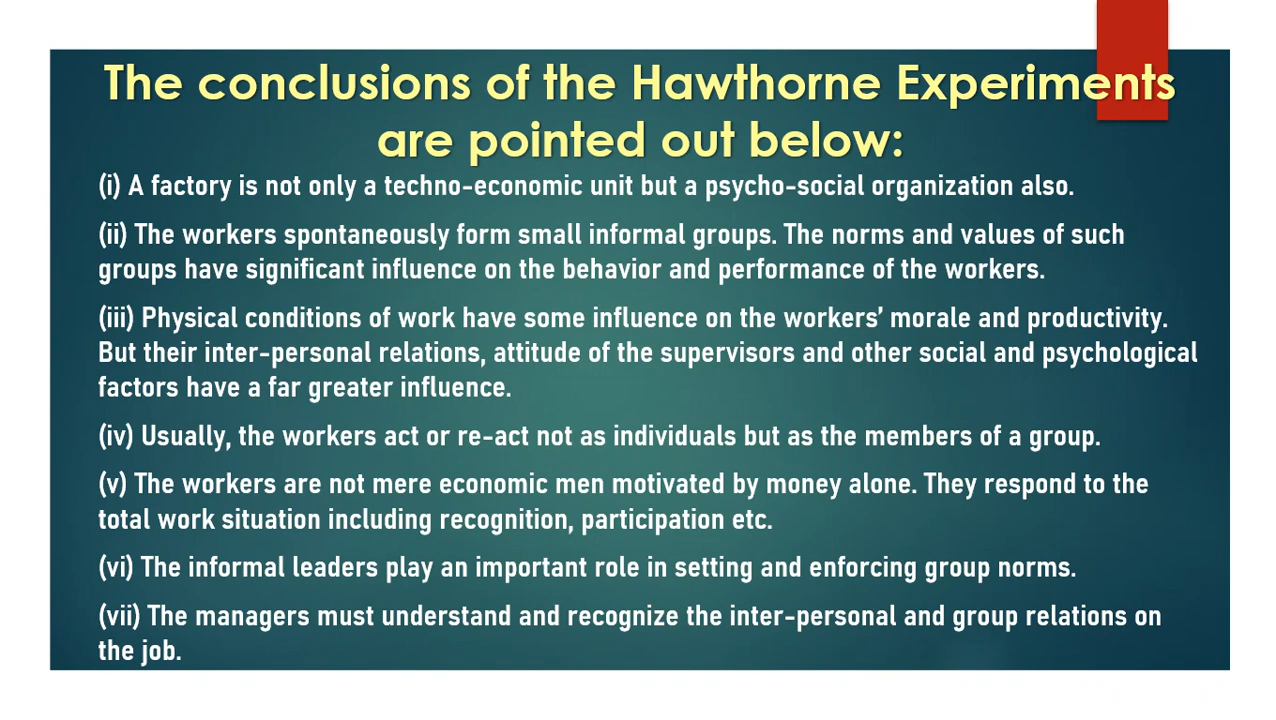 The conclusions of the Hawthorne Experiments
are pointed out below:
(i) A factory is not only a techno-economic unit but a psycho-social organization also.
(ii) The workers spontaneously form small informal groups. The norms and values of such
groups have significant influence on the behavior and performance of the workers.
(iii) Physical conditions of work have some influence on the workers’ morale and productivity.
But their inter-personal relations, attitude of the supervisors and other social and psychological
factors have a far greater influence.
(iv) Usually, the workers act or re-act not as individuals but as the members of a group.
(v) The workers are not mere economic men motivated by money alone. They respond to the
total work situation including recognition, participation etc.
(vi) The informal leaders play an important role in setting and enforcing group norms.
(vii) The managers must understand and recognize the inter-personal and group relations on
the job.